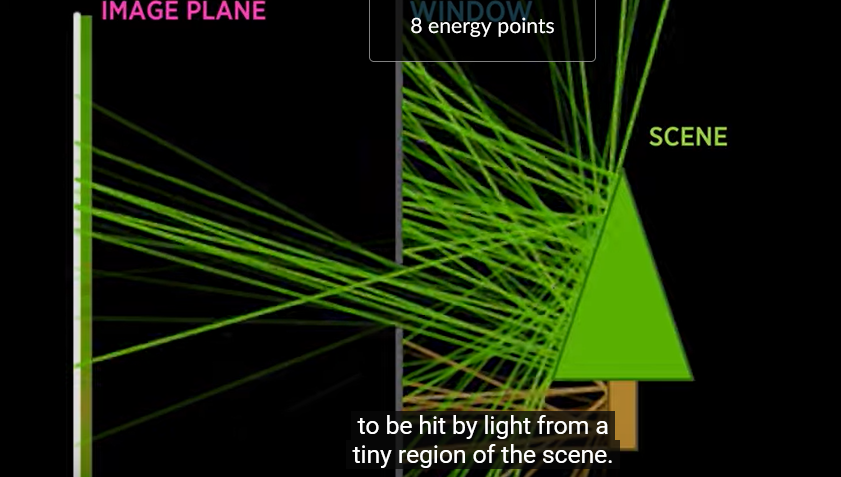 IMAGE PLANE
WINDOW
8 energy points
SCENE
to be hit by light from a
tiny region of the scene.